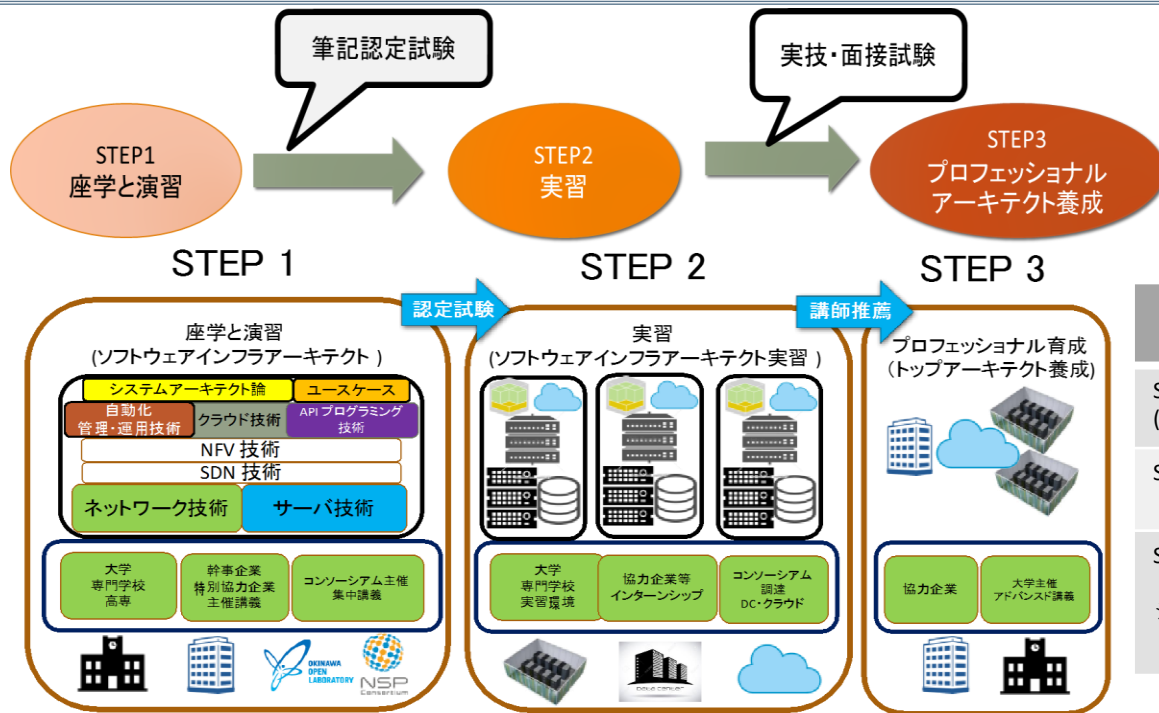 筆記認定試験
実技・面接試験
STEP1
座学と演習
STEP2
実習
STEP3
プロフェッショナル
アーキテクト養成
STEP 1
STEP 2
STEP 3
認定試験
講師推薦
座学と演習
(ソフトウェアインフラアーキテクト )
システムアーキテクト論
ユースケース
自動化
管理・運用技術
クラウド技術
API プログラミング
技術
NFV 技術
SDN 技術
ネットワーク技術
サーバ技術
大学
専門学校
高専
幹事企業
特別協力企業
主催講義
コンソーシアム主催
集中講義
OKINAWA
OPEN
LABORATORY
NSP
Consortium
実習
(ソフトウェアインフラアーキテクト実習 )
大学
専門学校
実習環境
協力企業等
インターンシップ
コンソーシアム
調達
DC・クラウド
Data center
プロフェッショナル育成
(トップアーキテクト養成)
協力企業
大学主催
アドバンスド講義
S
(
S
S